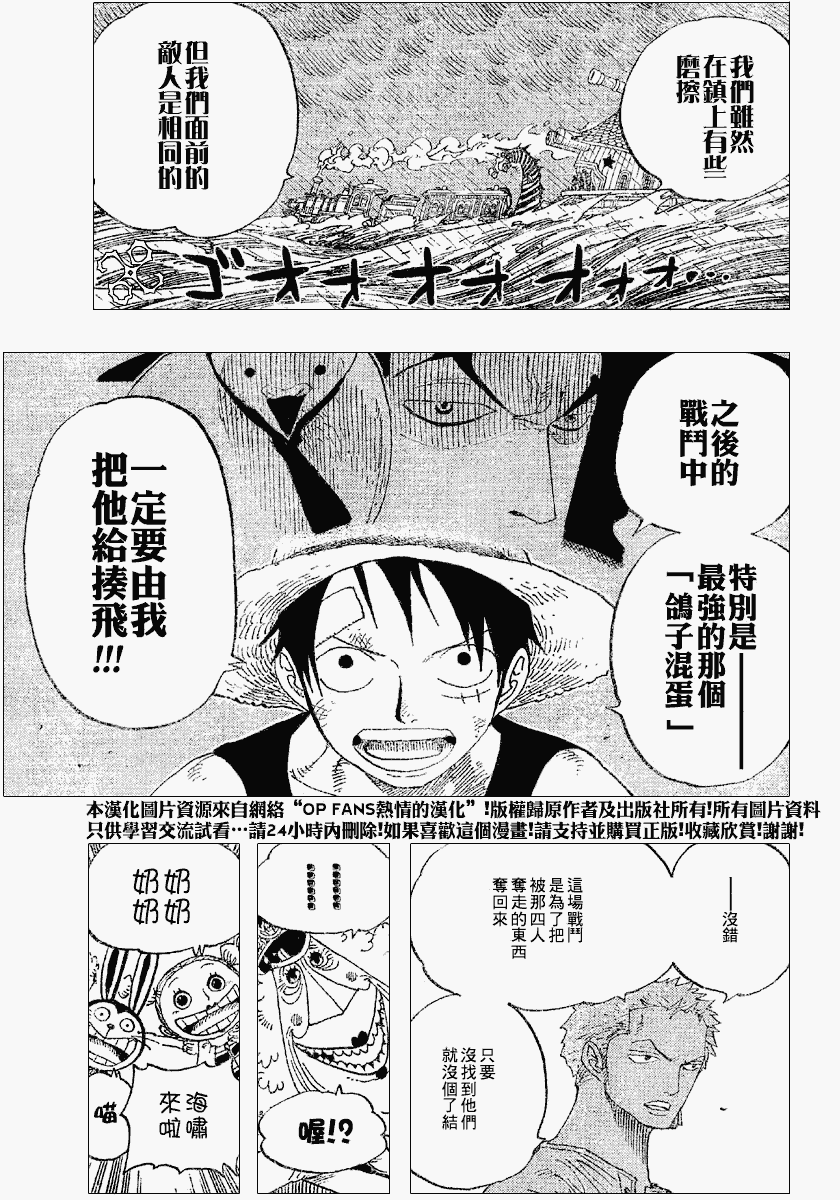 我們雖然
在鎮上有些
磨擦
但我們面前的
敵人是相同的
ゴオオオオオオオ...
之後的
戰鬥中
特別是——
最強的那個
「鴿子混蛋」
一定要由我
把他給揍飛
!!!
本漢化圖片資源來自網絡“OP FANS熱情的漢化”!版權歸原作者及出版社所有!所有圖片資料
只供學習交流試看…請24小時內刪除!如果喜歡這個漫畫!請支持並購買正版!收藏欣賞!謝謝!
——沒錯
這場戰鬥
是為了把
被那四人
奪走的東西
奪回來
只要
沒找到他們
就沒個了結
喔!?
奶奶
奶奶
海嘯
來啦
喵